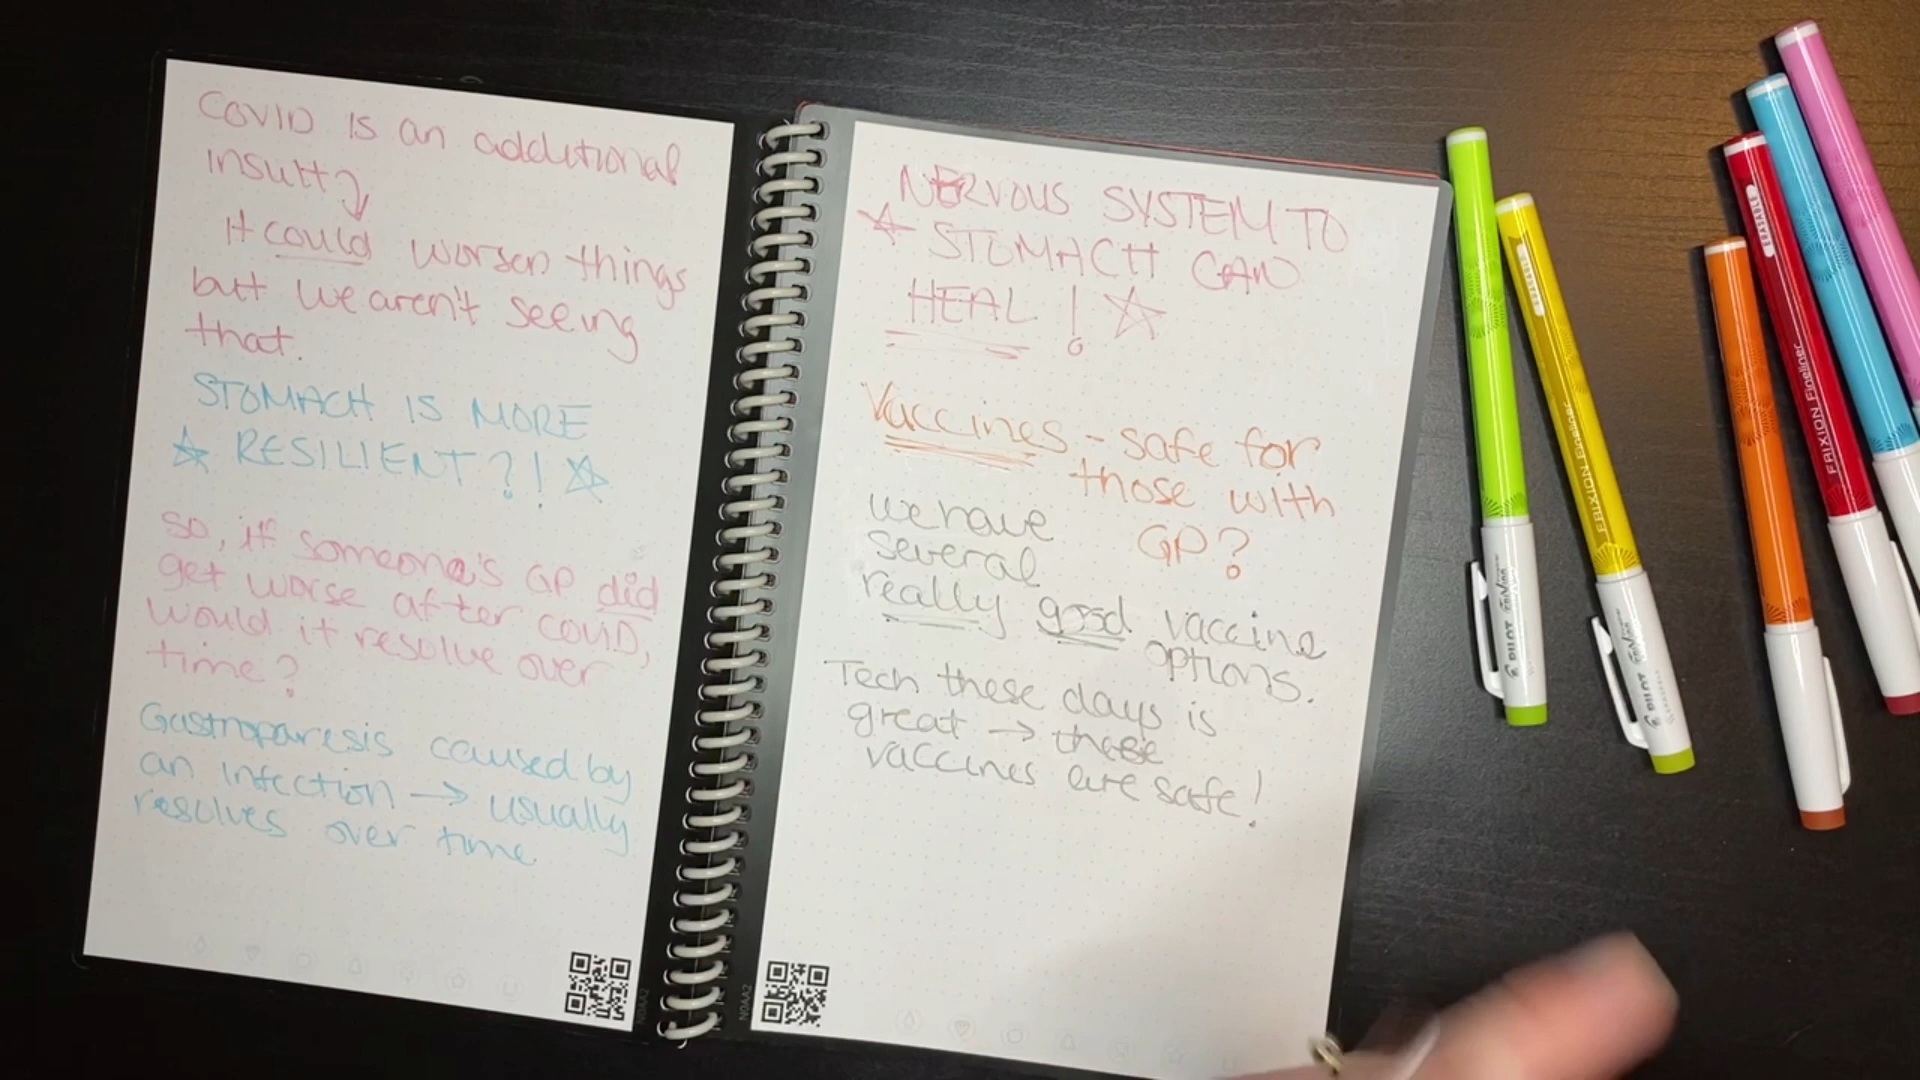 COVID IS an additional
insult
it could worsen things
but we aren't seeing
that.
STOMACH IS MORE
RESILIENT?!
So, if someone's GP did
get worse after COVID,
would it resolve over
time?
Gastroparesis caused by
an infection → usually
resolves over time
NERVOUS SYSTEM TO
STOMACH CAN
HEAL!
Vaccines - safe for
those with
GP?
we have
several
really good vaccine
options.
Tech these days is
great → these
vaccines are safe!
ERASABLE
FRIXION Fineliner
FRIXION Fineliner
PILOT
PILOT